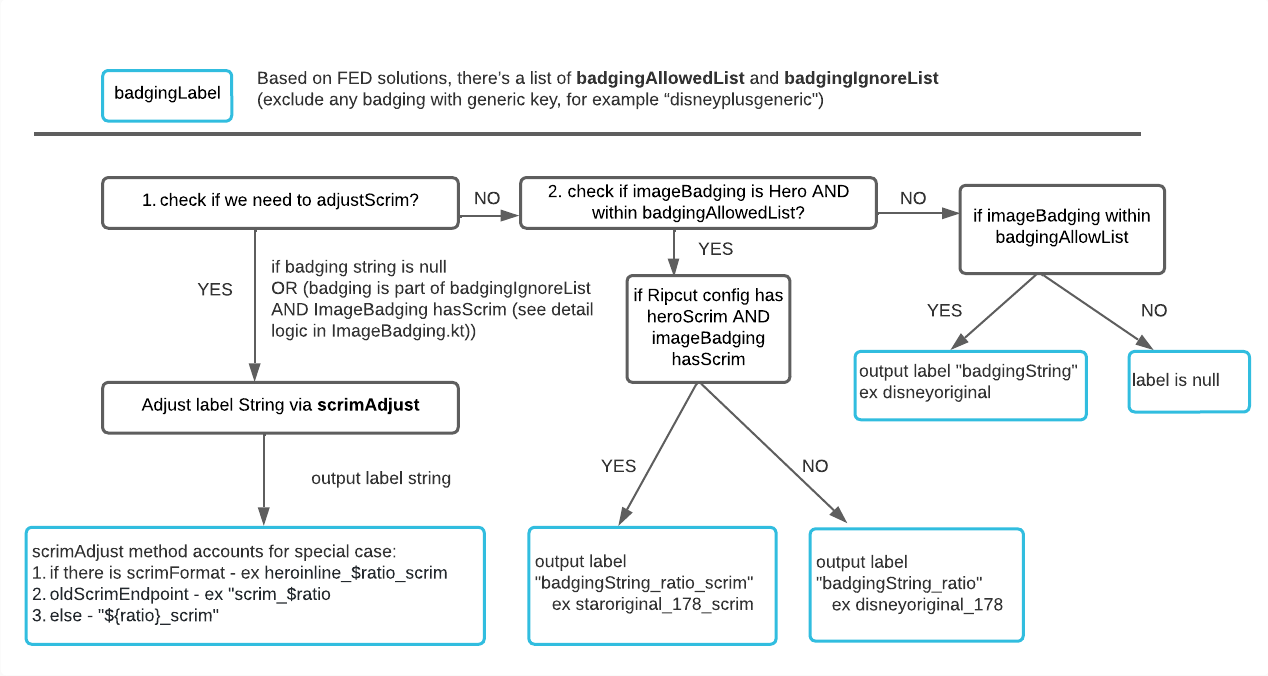 badgingLabel
Based on FED solutions, there's a list of badgingAllowedList and badgingIgnoreList
(exclude any badging with generic key, for example “disneyplusgeneric")
1. check if we need to adjustScrim?
NO
2. check if imageBadging is Hero AND
within badgingAllowedList?
NO
if imageBadging within
badgingAllowList
YES
if badging string is null
OR (badging is part of badgingIgnoreList
AND ImageBadging hasScrim (see detail
logic in ImageBadging.kt))
YES
if Ripcut config has
heroScrim AND
imageBadging
hasScrim
YES
NO
output label "badgingString"
ex disneyoriginal
label is null
Adjust label String via scrimAdjust
output label string
YES
NO
scrimAdjust method accounts for special case:
1. if there is scrimFormat - ex heroinline_$ratio_scrim
2. oldScrimEndpoint - ex "scrim_$ratio
3. else - "${ratio}_scrim"
output label
"badgingString_ratio_scrim"
ex staroriginal_178_scrim
output label
"badgingString_ratio"
ex disneyoriginal_178